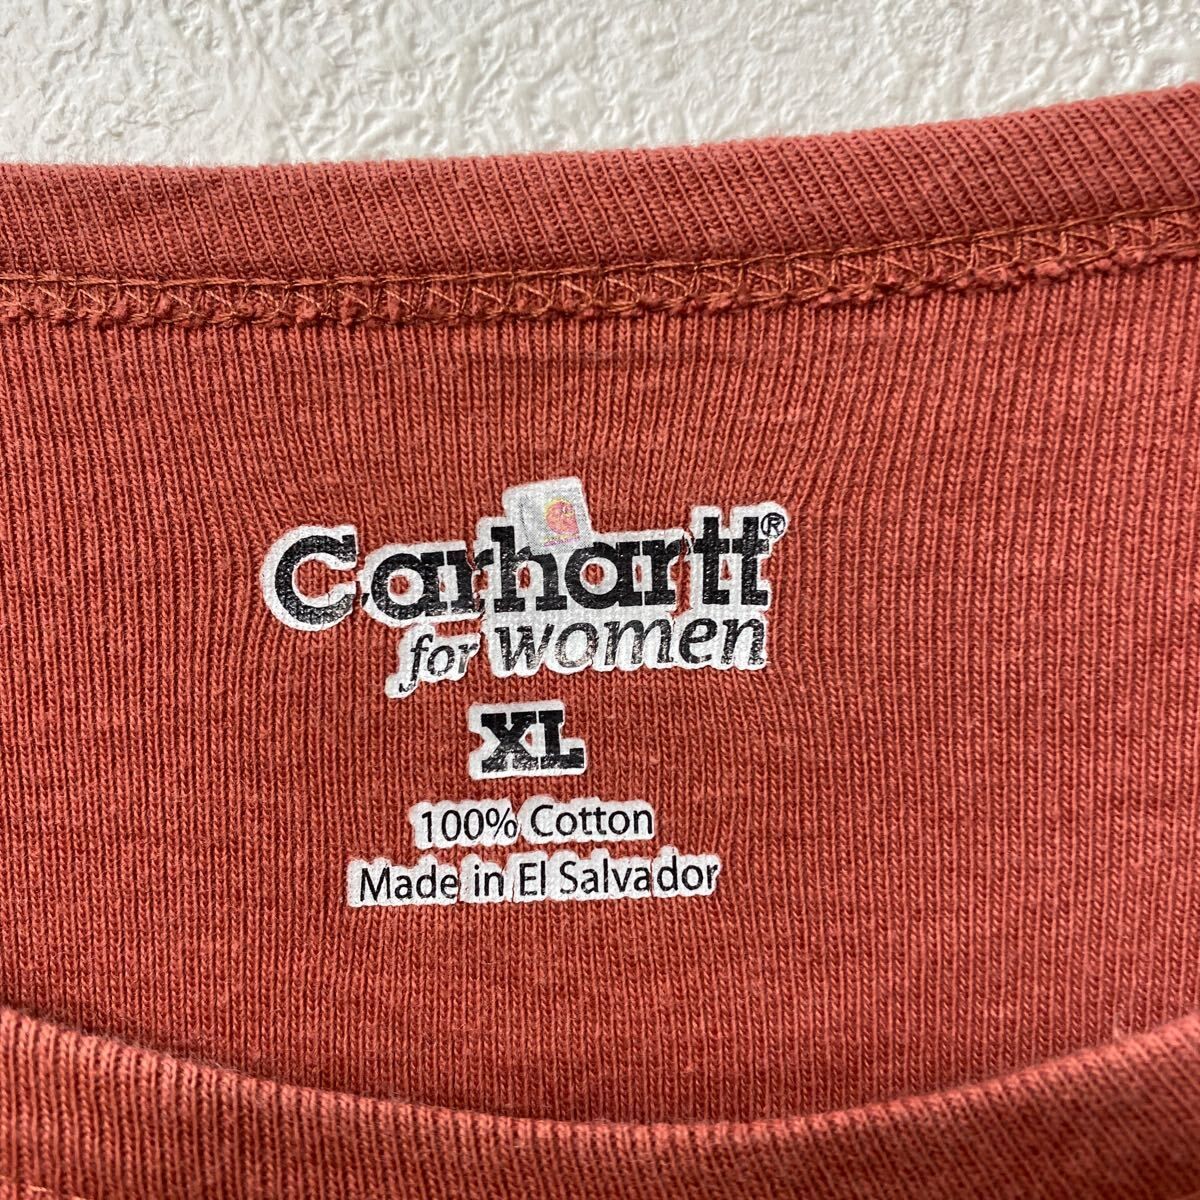 Carhartt®
for women
XL
100% Cotton
Made in El Salvador